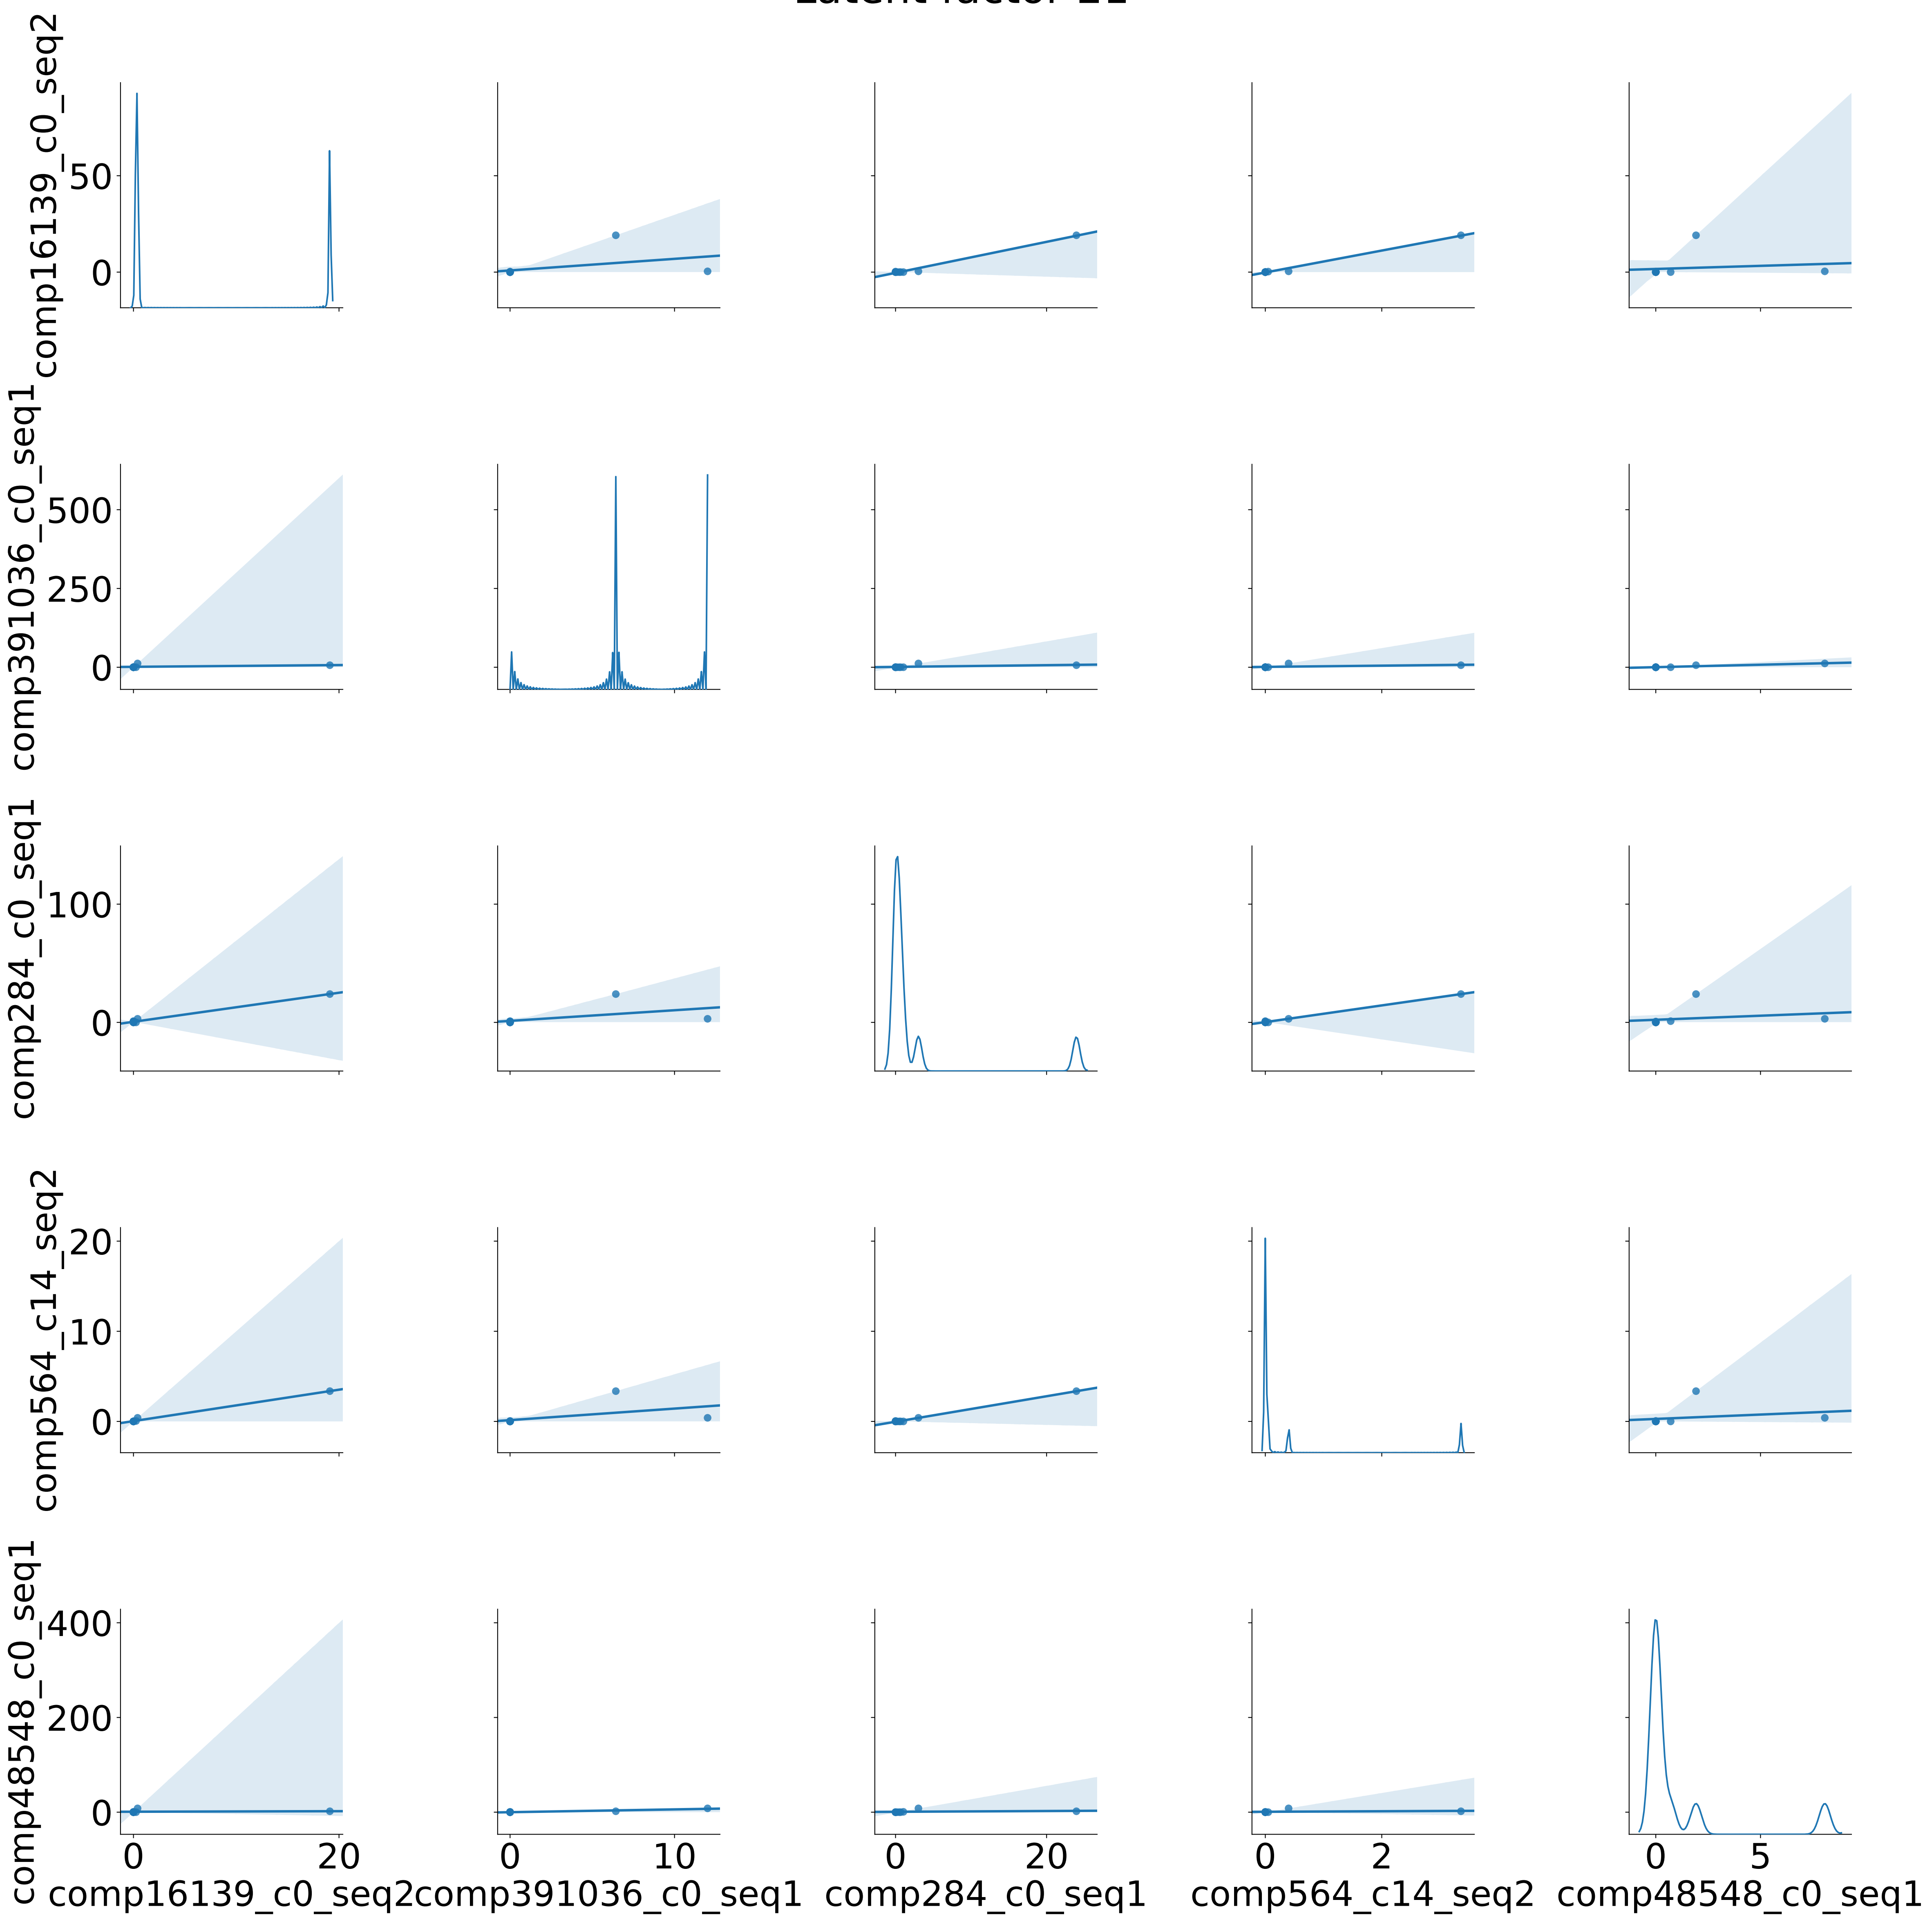 comp16139_c0_seq2
50
0
comp391036_c0_seq1
500
250
0
comp284_c0_seq1
100
0
comp564_c14_seq2
20
10
0
comp48548_c0_seq1
400
200
0
0 20 0 10 0 20 0 2 0 5
comp16139_c0_seq2 comp391036_c0_seq1 comp284_c0_seq1 comp564_c14_seq2 comp48548_c0_seq1